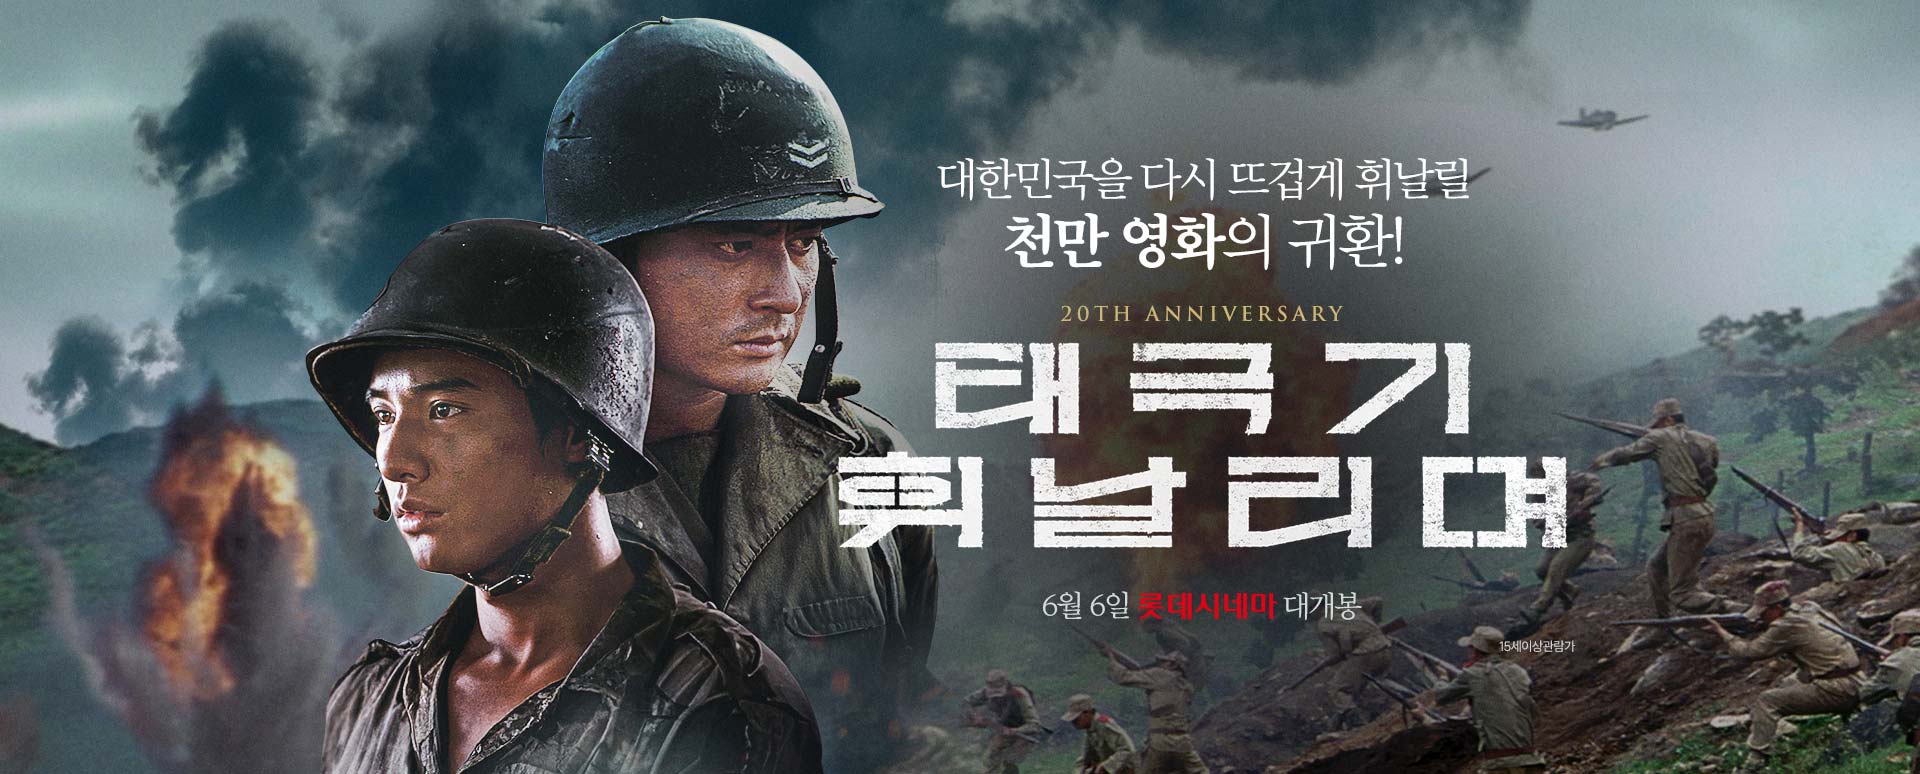 대한민국을 다시 뜨겁게 휘날릴
천만 영화의 귀환!
20TH ANNIVERSARY
태극기
휘날리며
6월 6일 롯데시네마 대개봉
15세이상관람가